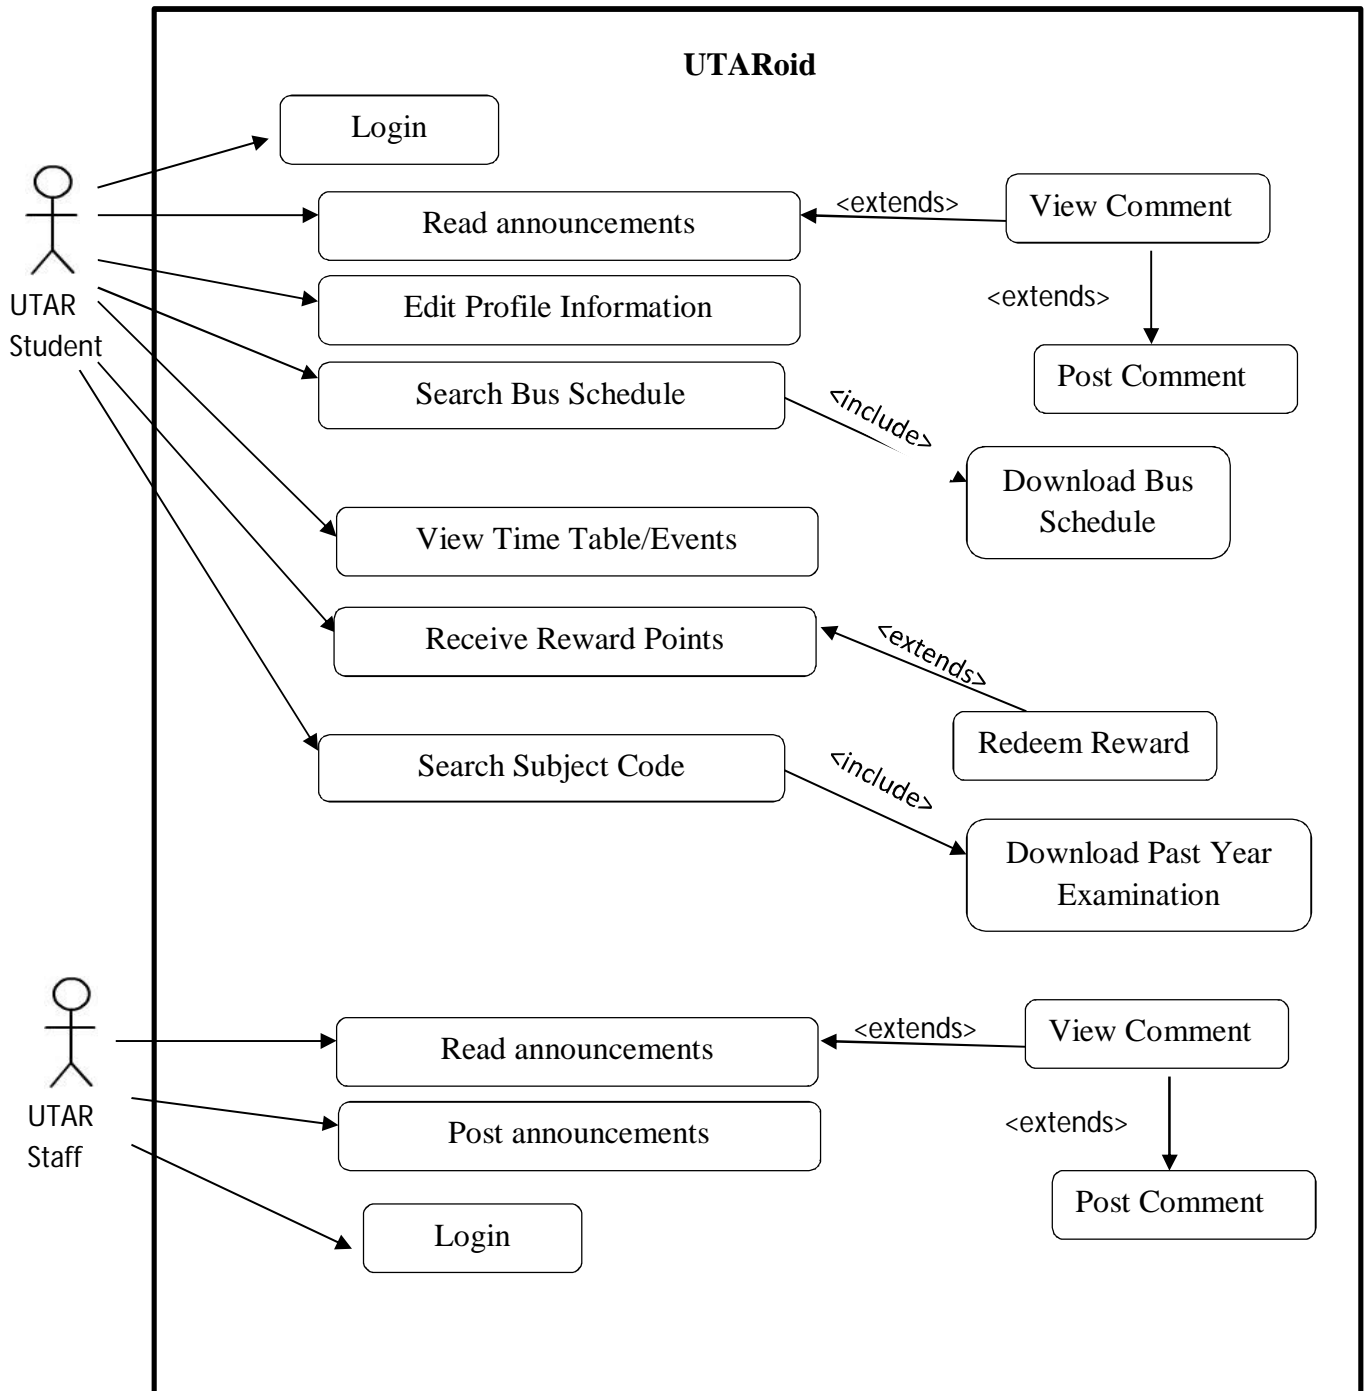 UTARoid
Login
Read announcements
<extends>
View Comment
<extends>
Post Comment
UTAR
Student
Edit Profile Information
Search Bus Schedule
<include>
Download Bus
Schedule
View Time Table/Events
Receive Reward Points
<extends>
Redeem Reward
Search Subject Code
<include>
Download Past Year
Examination
UTAR
Staff
Read announcements
<extends>
View Comment
<extends>
Post Comment
Post announcements
Login